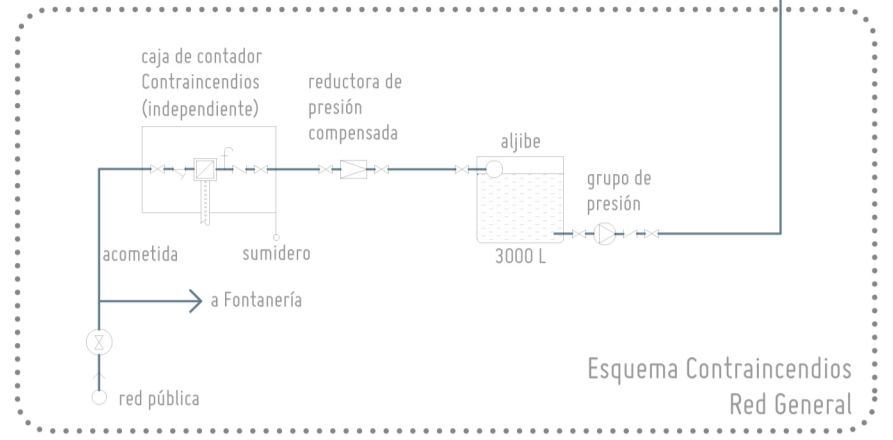 caja de contador
Contraincendios
(independiente)
reductora de
presión
compensada
aljibe
grupo de
presión
acometida
sumidero
3000 L
a Fontanería
red pública
Esquema Contraincendios
Red General